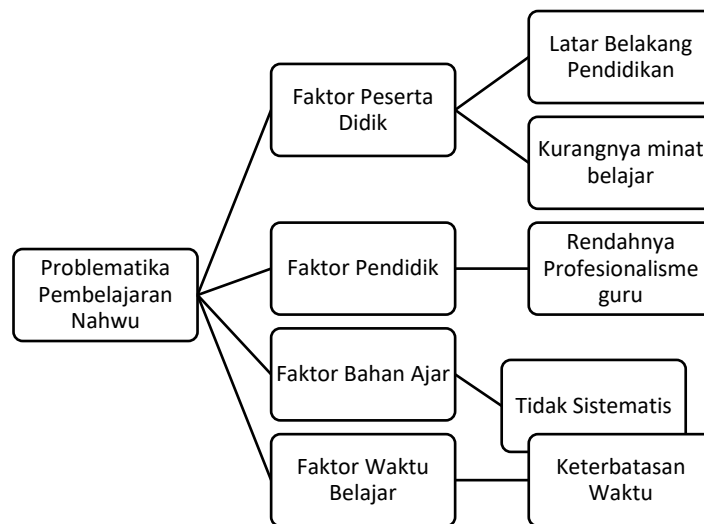 Problematika
Pembelajaran
Nahwu
Faktor Peserta
Didik
Latar Belakang
Pendidikan
Kurangnya minat
belajar
Faktor Pendidik
Rendahnya
Profesionalisme
guru
Faktor Bahan Ajar
Tidak Sistematis
Faktor Waktu
Belajar
Keterbatasan
Waktu